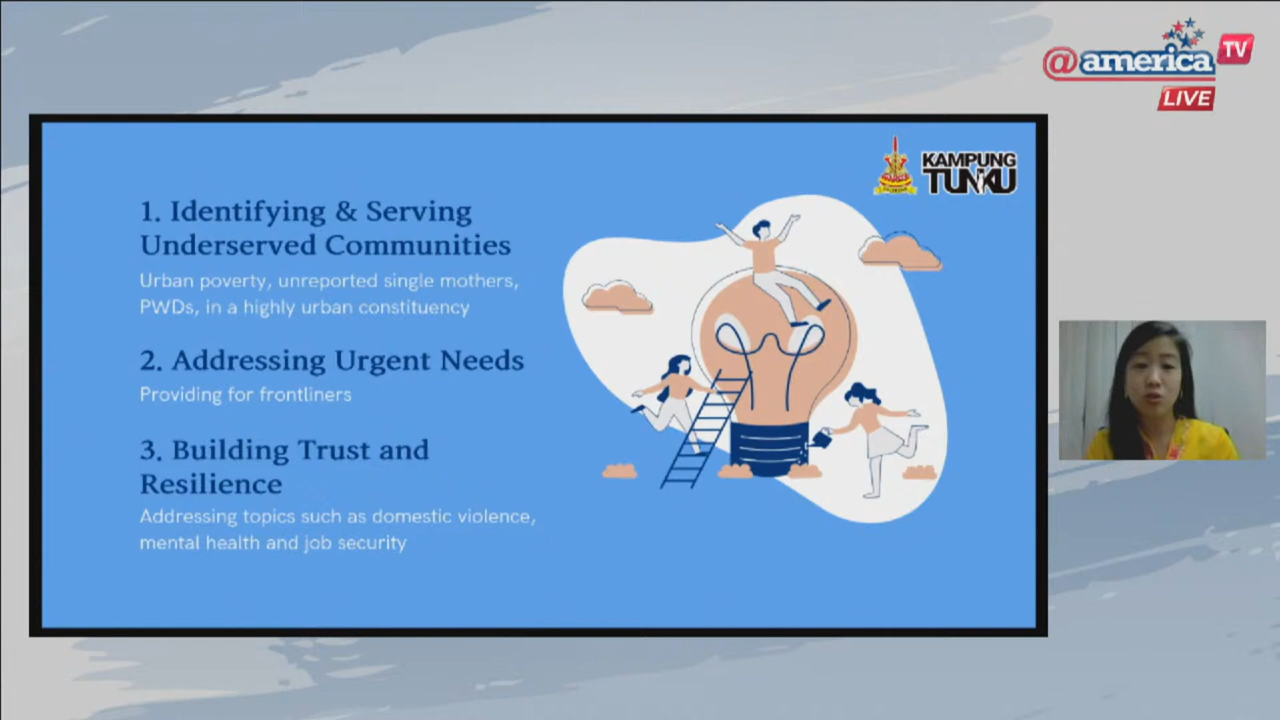 @america TV
LIVE
KAMPUNG
TUNKU
1. Identifying & Serving
Underserved Communities
Urban poverty, unreported single mothers,
PWDs, in a highly urban constituency
2. Addressing Urgent Needs
Providing for frontliners
3. Building Trust and
Resilience
Addressing topics such as domestic violence,
mental health and job security